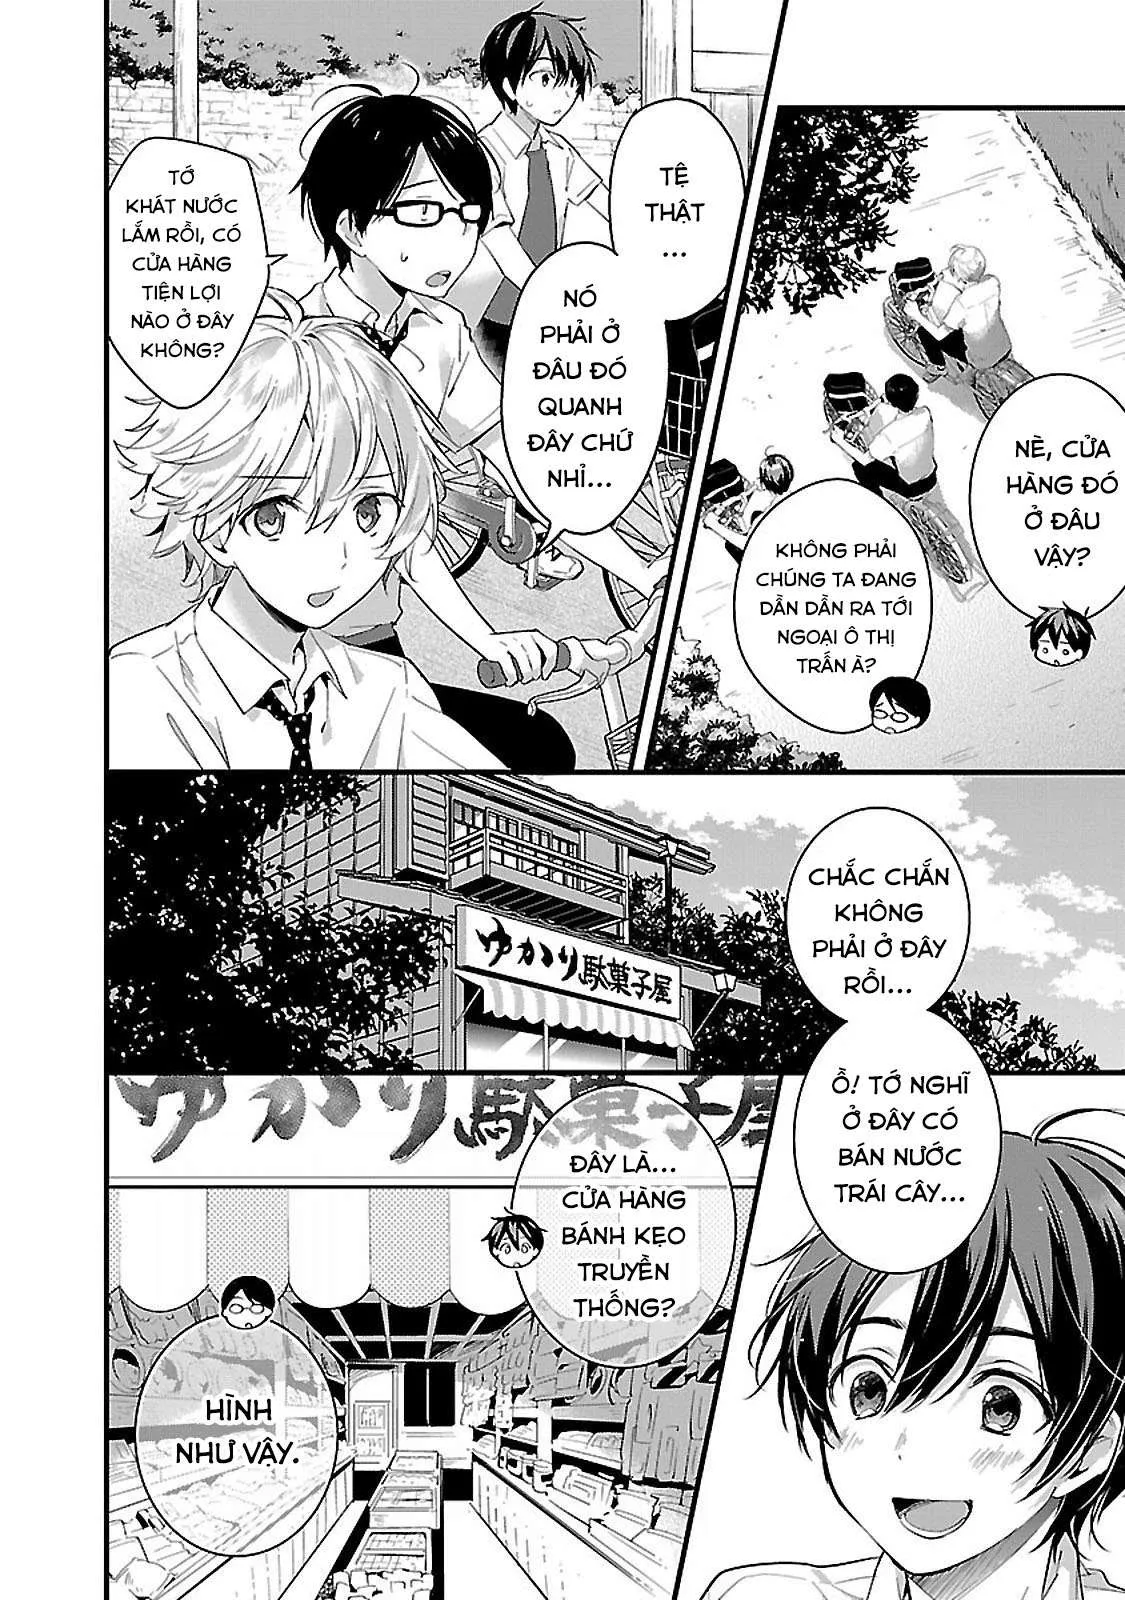 TỆ
THẬT
...
NÓ
PHẢI Ở
ĐÂU ĐÓ
QUANH
ĐÂY CHỨ
NHỈ...
TỚ
KHÁT NƯỚC
LẮM RỒI, CÓ
CỬA HÀNG
TIỆN LỢI
NÀO Ở ĐÂY
KHÔNG?
NÈ, CỬA
HÀNG ĐÓ
Ở ĐÂU
VẬY?
KHÔNG PHẢI
CHÚNG TA ĐANG
DẦN DẦN RA TỚI
NGOẠI Ô THỊ
TRẤN À?
CHẮC CHẮN
KHÔNG
PHẢI Ở ĐÂY
RỒI...
ゆかり駄菓子屋
Ồ! TỚ NGHĨ
Ở ĐÂY CÓ
BÁN NƯỚC
TRÁI CÂY...
ゆかり駄菓子屋
ĐÂY LÀ...
CỬA HÀNG
BÁNH KẸO
TRUYỀN
THỐNG?
HÌNH
NHƯ VẬY.